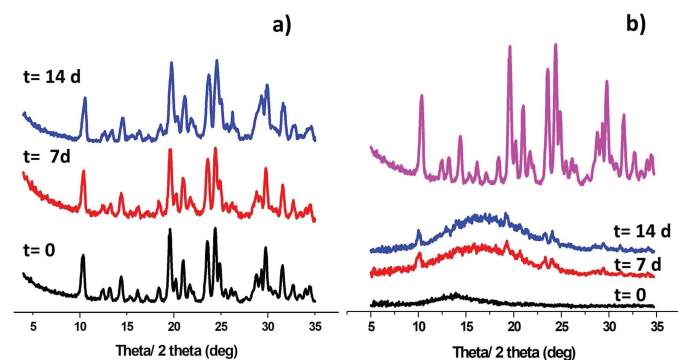 a)
t= 14 d
t= 7d
t= 0
5 10 15 20 25 30 35
Theta/ 2 theta (deg)
b)
t= 14 d
t= 7 d
t= 0
5 10 15 20 25 30 35
Theta/ 2 theta (deg)